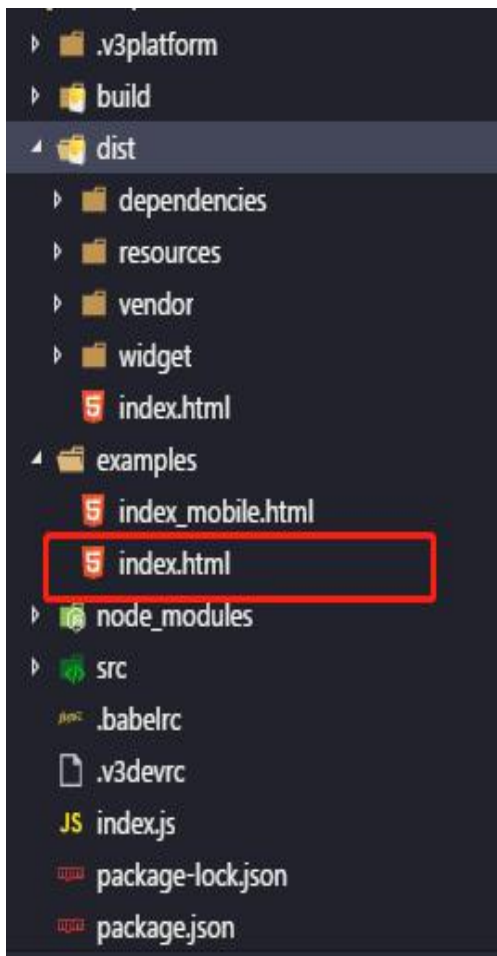 .v3platform
build
dist
dependencies
resources
vendor
widget
index.html
examples
index_mobile.html
index.html
node_modules
src
.babelrc
.v3devrc
JS index.js
package-lock.json
package.json